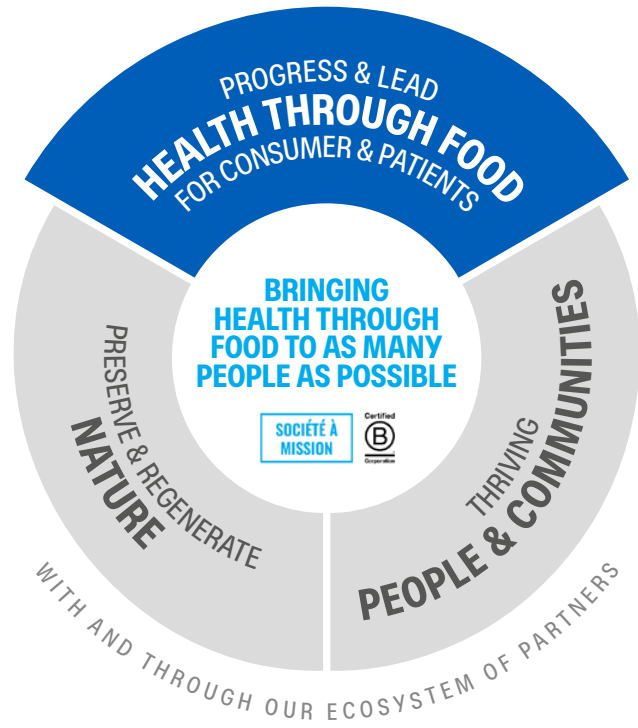 PROGRESS & LEAD
HEALTH THROUGH FOOD
FOR CONSUMER & PATIENTS
BRINGING
HEALTH THROUGH
FOOD TO AS MANY
PEOPLE AS POSSIBLE
SOCIÉTÉ À
MISSION
Certified
B
Corporation
PRESERVE & REGENERATE
NATURE
THRIVING
PEOPLE & COMMUNITIES
WITH AND THROUGH OUR ECOSYSTEM OF PARTNERS